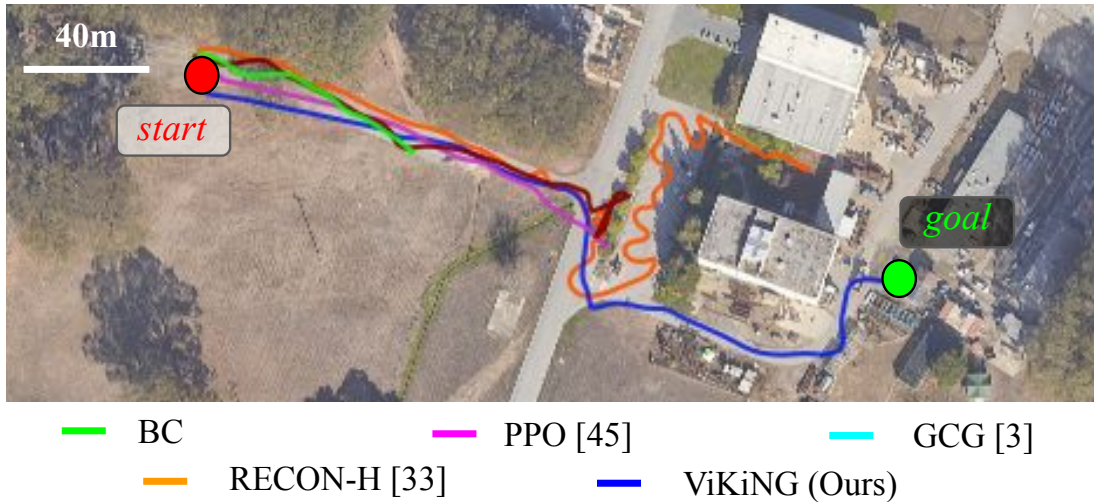 40m
start
goal
BC
PPO [45]
GCG [3]
RECON-H [33]
ViKiNG (Ours)